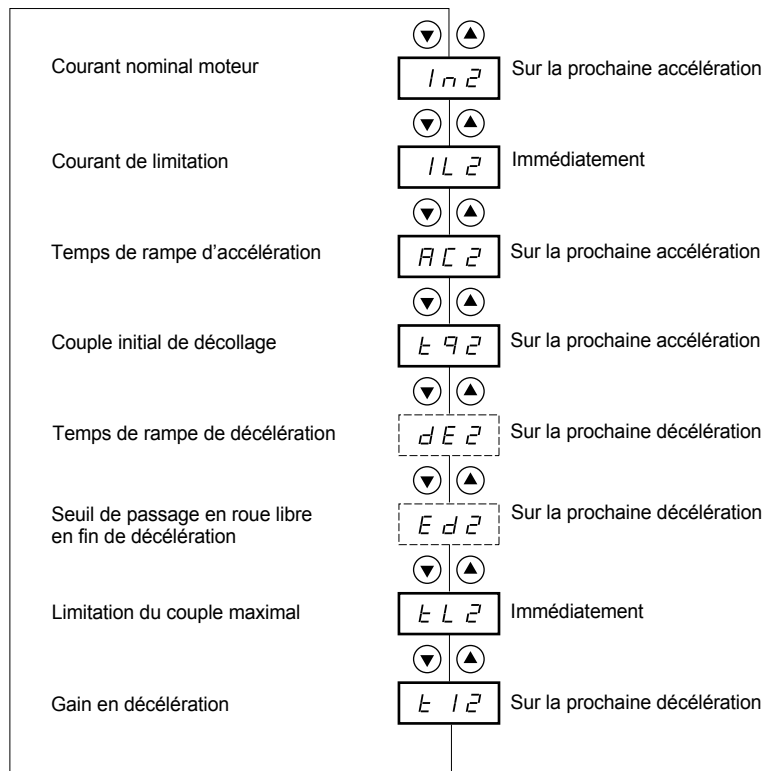 Courant nominal moteur
In2
Sur la prochaine accélération
Courant de limitation
IL2
Immédiatement
Temps de rampe d'accélération
AC2
Sur la prochaine accélération
Couple initial de décollage
tq2
Sur la prochaine accélération
Temps de rampe de décélération
dE2
Sur la prochaine décélération
Seuil de passage en roue libre
en fin de décélération
Ed2
Sur la prochaine décélération
Limitation du couple maximal
tL2
Immédiatement
Gain en décélération
tI2
Sur la prochaine décélération